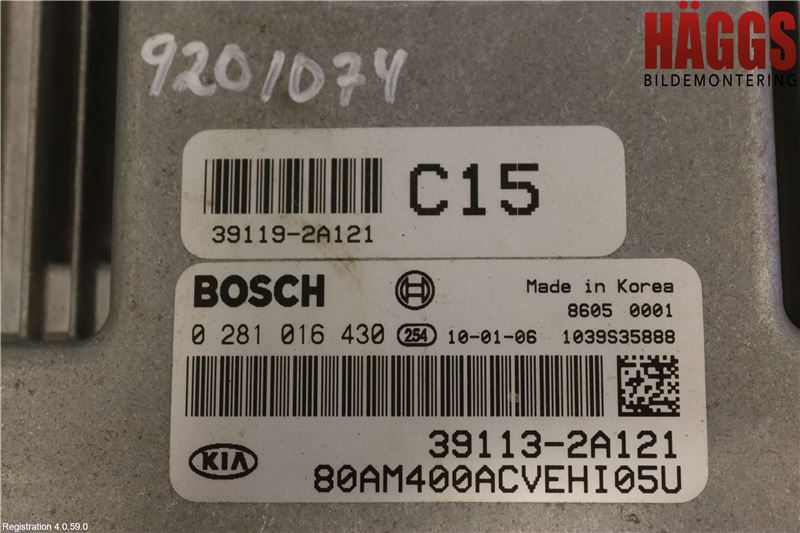 HÄGGS
BILDEMONTERING
9201074
C15
39119-2A121
BOSCH
Made in Korea
8605 0001
0 281 016 430 254 10-01-06 1039S35888
39113-2A121
KIA
80AM400ACVEHI05U
Registration 4.0.59.0